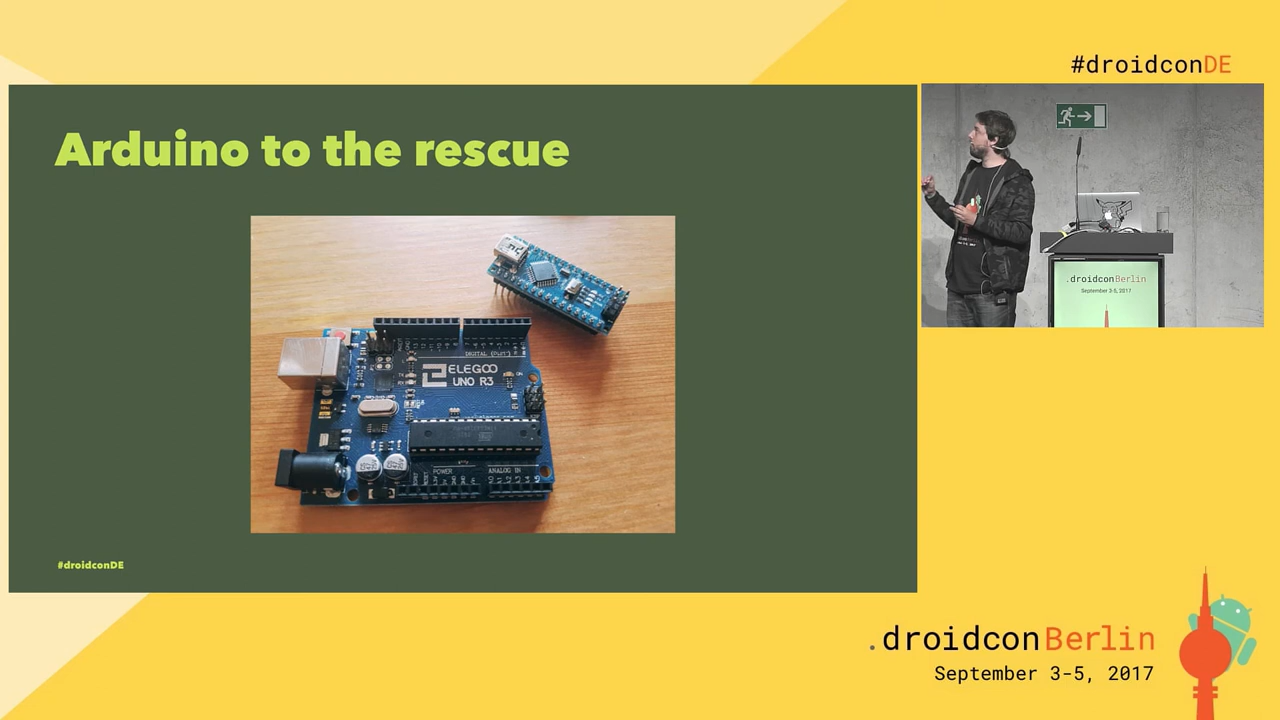 #droidconDE
Arduino to the rescue
ELEGOO
UNO R3
POWER
ANALOG IN
#droidconDE
.droidconBerlin
September 3-5, 2017
.droidconBerlin
September 3-5, 2017